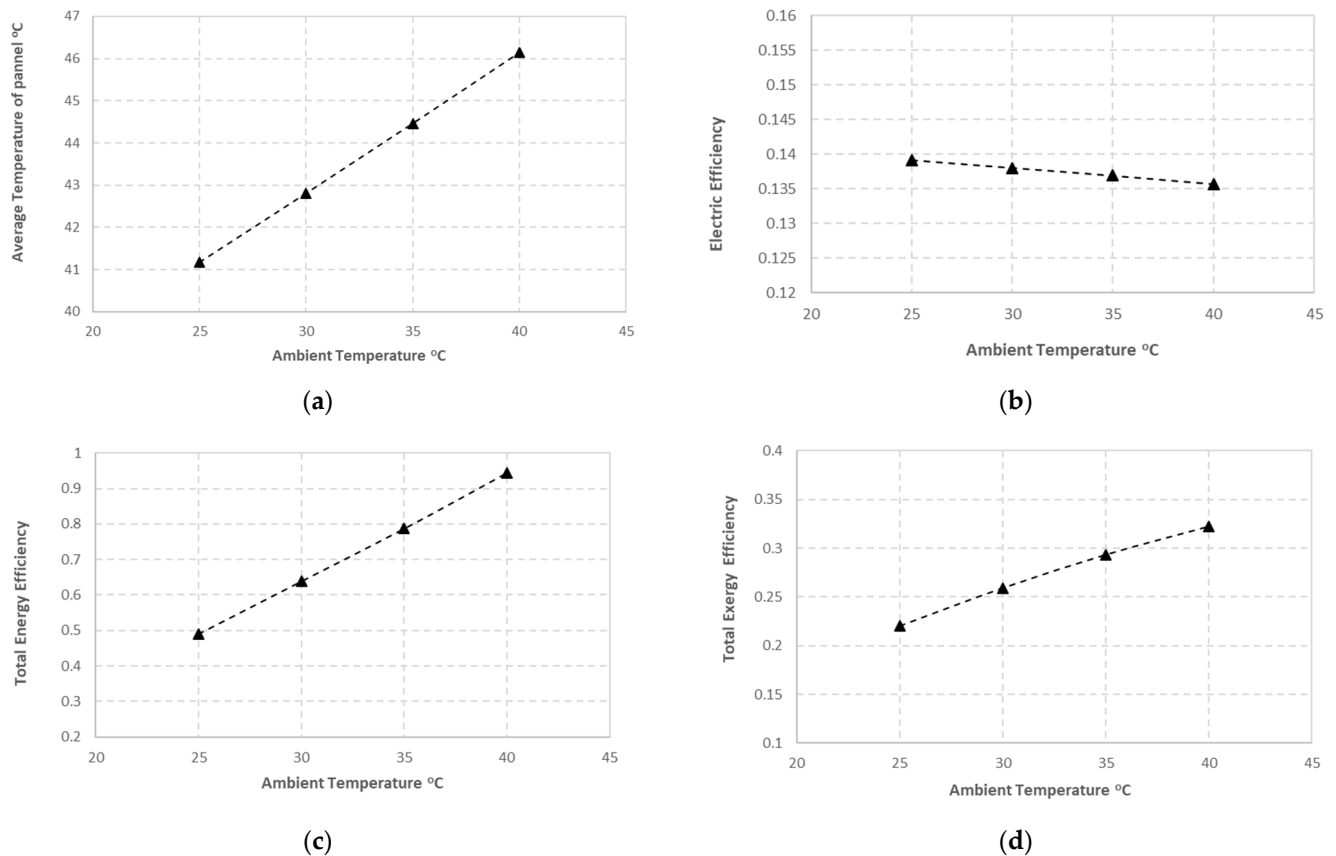 47
46
45
44
43
42
41
40
20 25 30 35 40 45
Average Temperature of pannel ºC
Ambient Temperature ºC
(a)
0.16
0.155
0.15
0.145
0.14
0.135
0.13
0.125
0.12
20 25 30 35 40 45
Electric Efficiency
Ambient Temperature ºC
(b)
1
0.9
0.8
0.7
0.6
0.5
0.4
0.3
0.2
20 25 30 35 40 45
Total Energy Efficiency
Ambient Temperature ºC
(c)
0.4
0.35
0.3
0.25
0.2
0.15
0.1
20 25 30 35 40 45
Total Exergy Efficiency
Ambient Temperature ºC
(d)